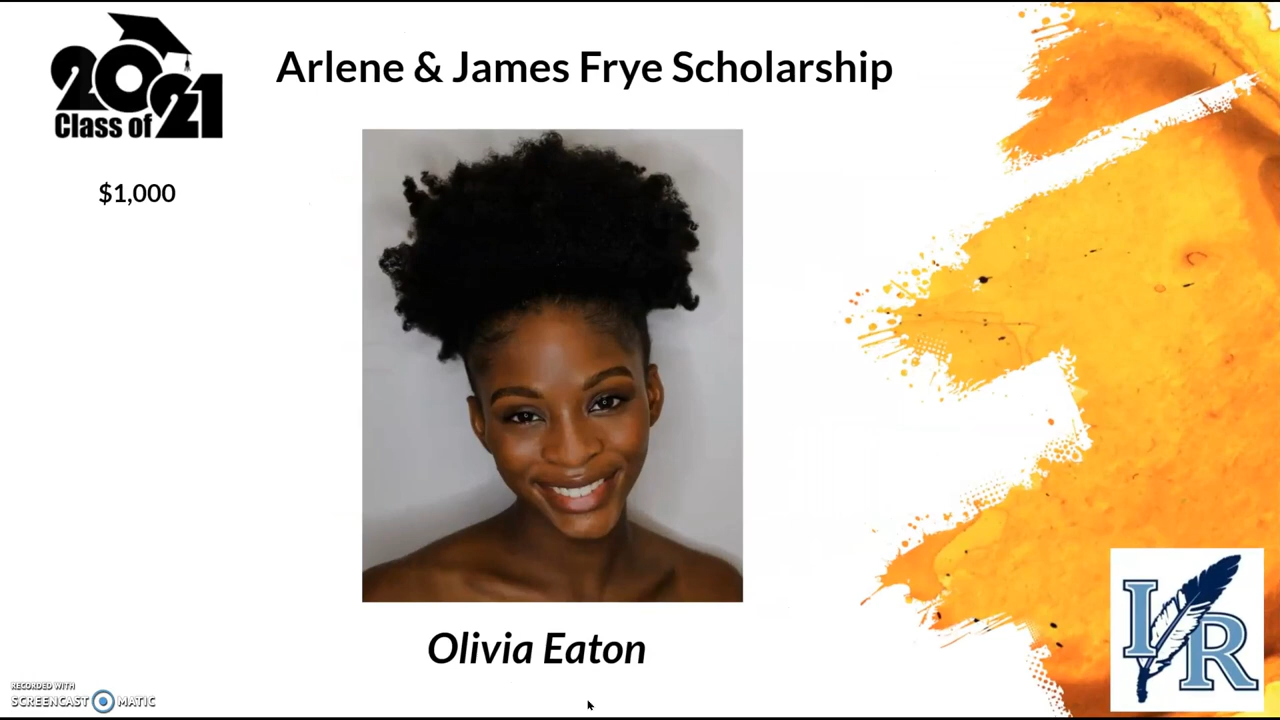 2021
Class of
Arlene & James Frye Scholarship
$1,000
Olivia Eaton
IR
RECORDED WITH
SCREENCAST MATIC